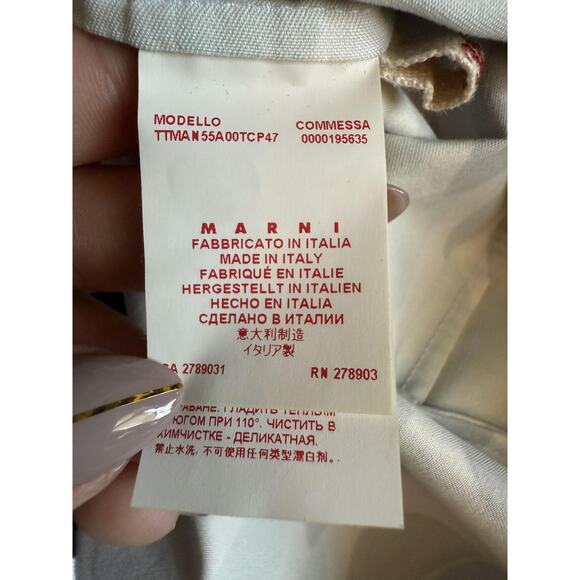 MODELLO COMMESSA
TTMAN55A00TCP47 0000195635
MARNI
FABBRICATO IN ITALIA
MADE IN ITALY
FABRIQUÉ EN ITALIE
HERGESTELLT IN ITALIEN
HECHO EN ITALIA
СДЕЛАНО В ИТАЛИИ
意大利制造
イタリア製
2789031 RN 278903
ГЛАДИТЬ ТЕПЛЫМ
ПРИ 110°. ЧИСТИТЬ В
ХИМЧИСТКЕ - ДЕЛИКАТНАЯ.
禁止水洗. 不可使用任何类型漂白剂.